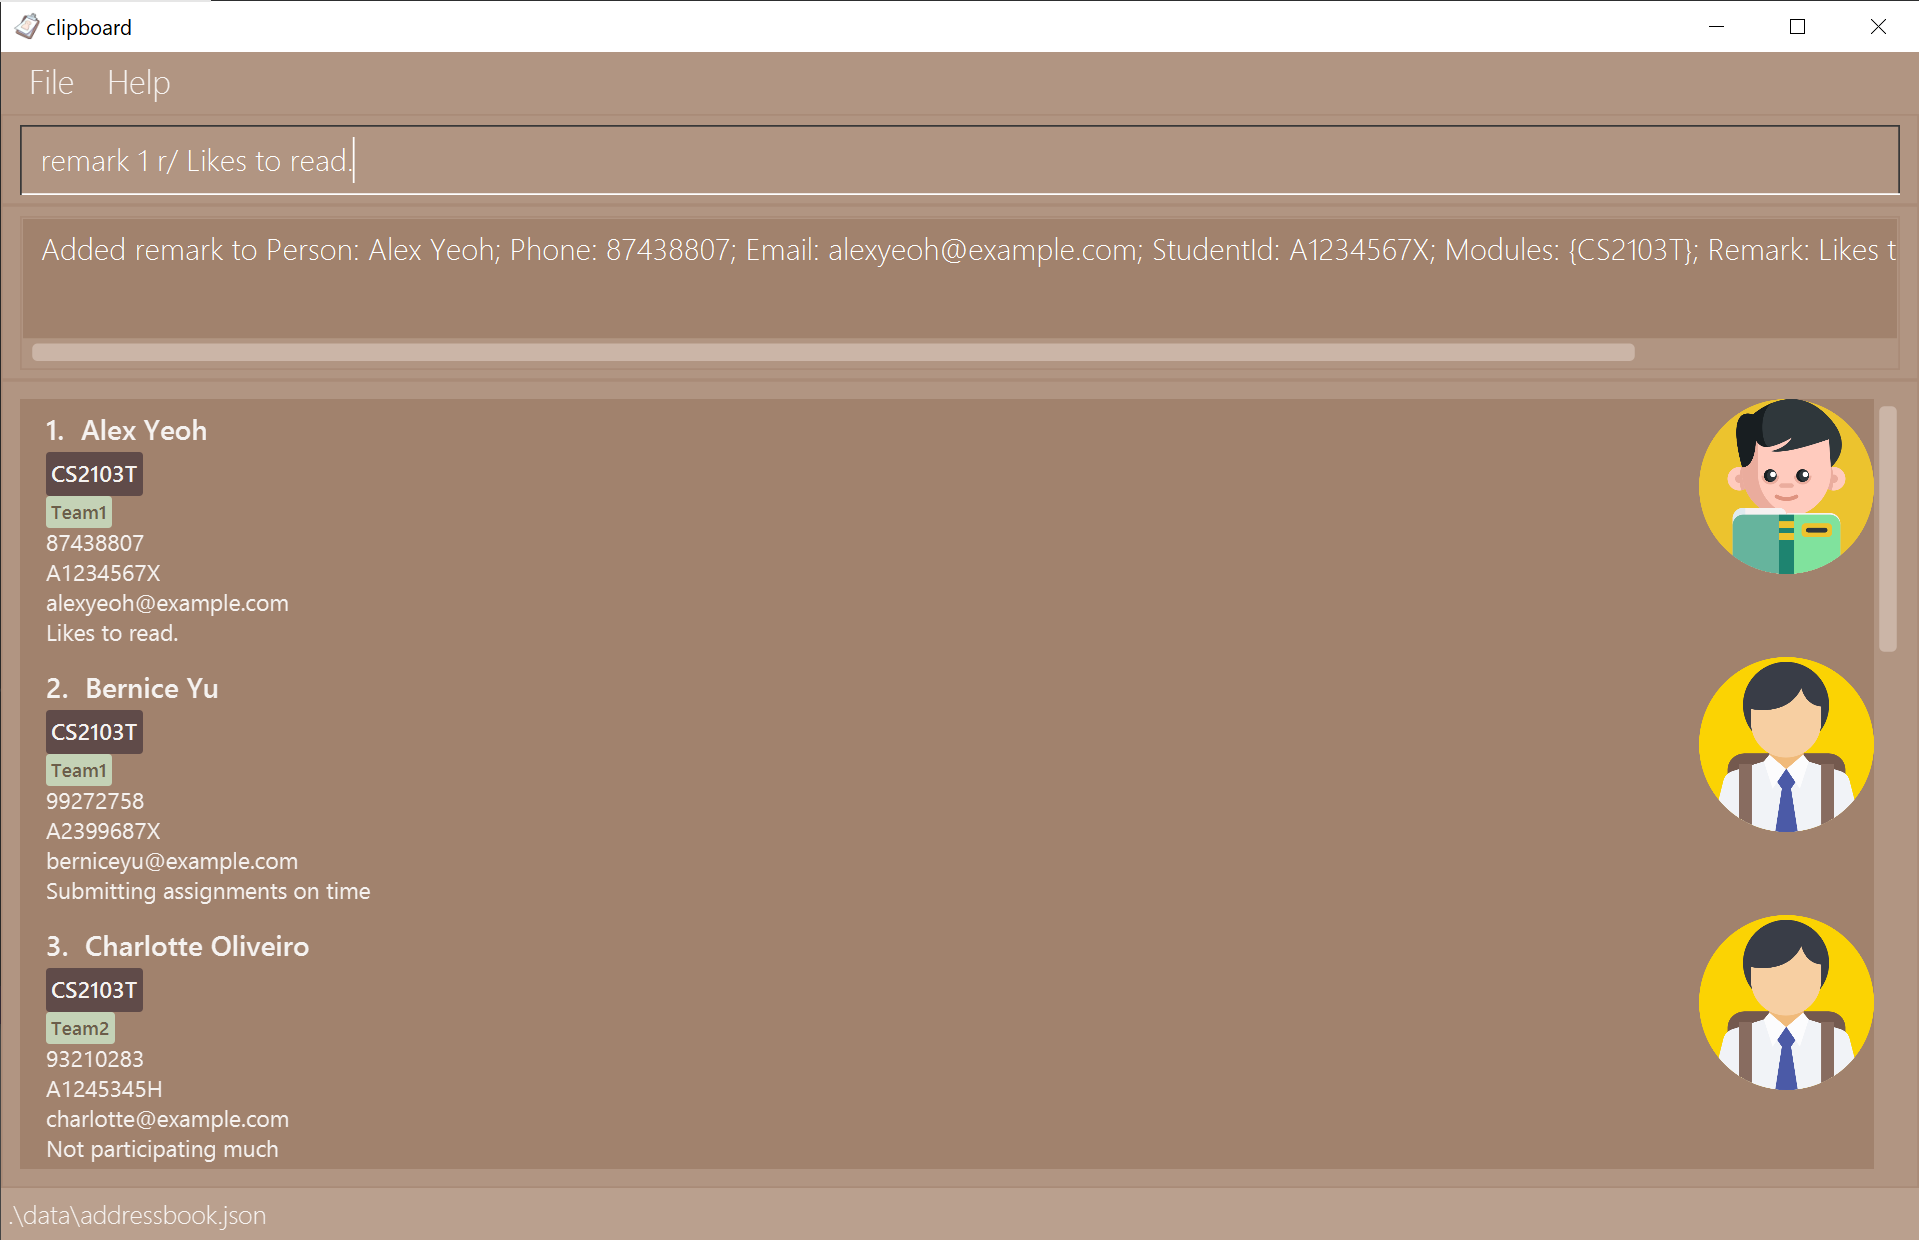 clipboard
File Help
remark 1 r/ Likes to read.
Added remark to Person: Alex Yeoh; Phone: 87438807; Email: alexyeoh@example.com; StudentId: A1234567X; Modules: {CS2103T}; Remark: Likes t
1. Alex Yeoh
CS2103T
Team1
87438807
A1234567X
alexyeoh@example.com
Likes to read.
2. Bernice Yu
CS2103T
Team1
99272758
A2399687X
berniceyu@example.com
Submitting assignments on time
3. Charlotte Oliveiro
CS2103T
Team2
93210283
A1245345H
charlotte@example.com
Not participating much
.\data\addressbook.json